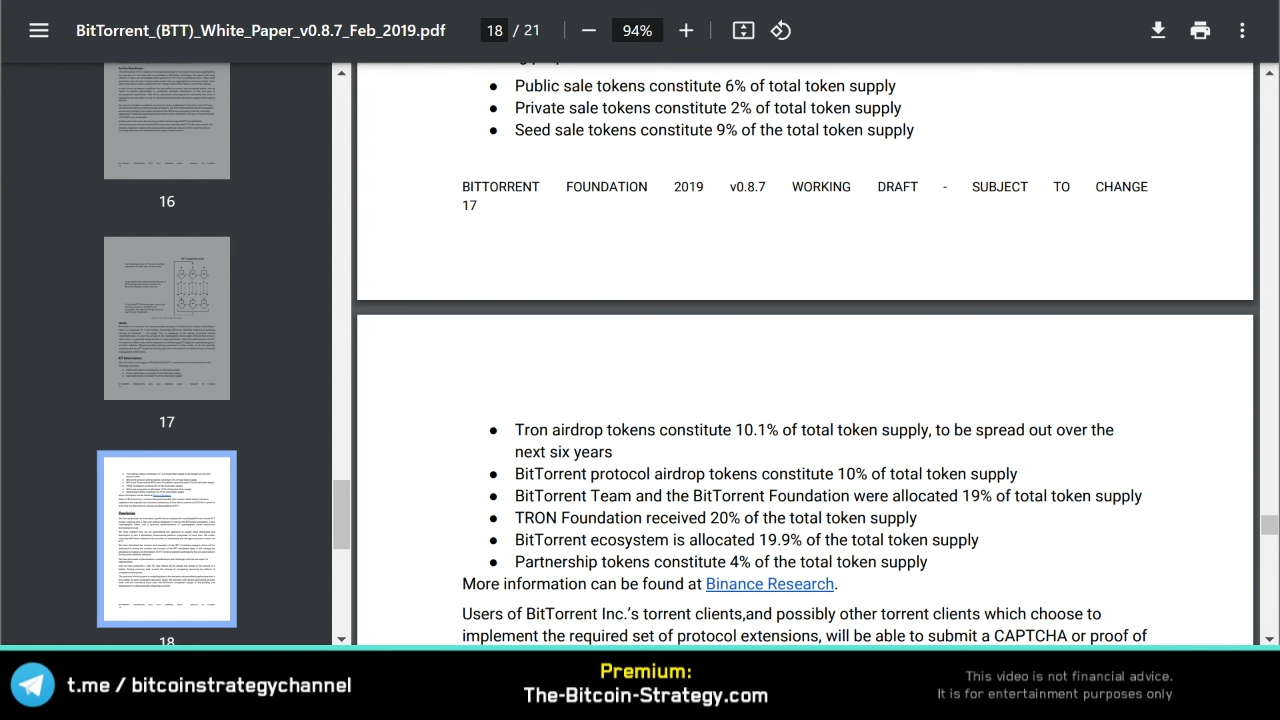 BitTorrent_(BTT)_White_Paper_v0.8.7_Feb_2019.pdf
18 / 21
94%
16
17
18
● Public sale tokens constitute 6% of total token supply
● Private sale tokens constitute 2% of total token supply
● Seed sale tokens constitute 9% of the total token supply
BITTORRENT FOUNDATION 2019 v0.8.7 WORKING DRAFT - SUBJECT TO CHANGE
17
● Tron airdrop tokens constitute 10.1% of total token supply, to be spread out over the
next six years
● BitTorrent protocol airdrop tokens constitute 10% of total token supply
● BitTorrent Team and the BitTorrent Foundation are allocated 19% of total token supply
● TRON Foundation received 20% of the total token supply
● BitTorrent ecosystem is allocated 19.9% of the total token supply
● Partnership tokens constitute 4% of the total token supply
More information can be found at Binance Research.
Users of BitTorrent Inc.'s torrent clients,and possibly other torrent clients which choose to
implement the required set of protocol extensions, will be able to submit a CAPTCHA or proof of
t.me / bitcoinstrategychannel
Premium:
The-Bitcoin-Strategy.com
This video is not financial advice.
It is for entertainment purposes only